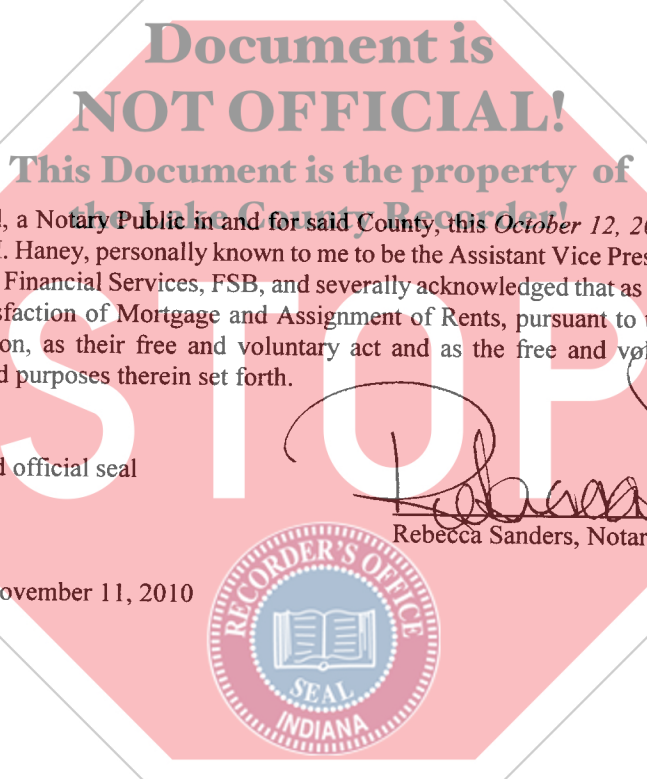 Document is
NOT OFFICIAL!
This Document is the property of
the Lake County Recorder!
, a Notary Public in and for said County, this October 12, 20
. Haney, personally known to me to be the Assistant Vice Pres
Financial Services, FSB, and severally acknowledged that as
sfaction of Mortgage and Assignment of Rents, pursuant to
on, as their free and voluntary act and as the free and vol
d purposes therein set forth.
STOP
d official seal
Rebecca Sanders, Notar
ovember 11, 2010
RECORDER'S OFFICE
SEAL
INDIANA